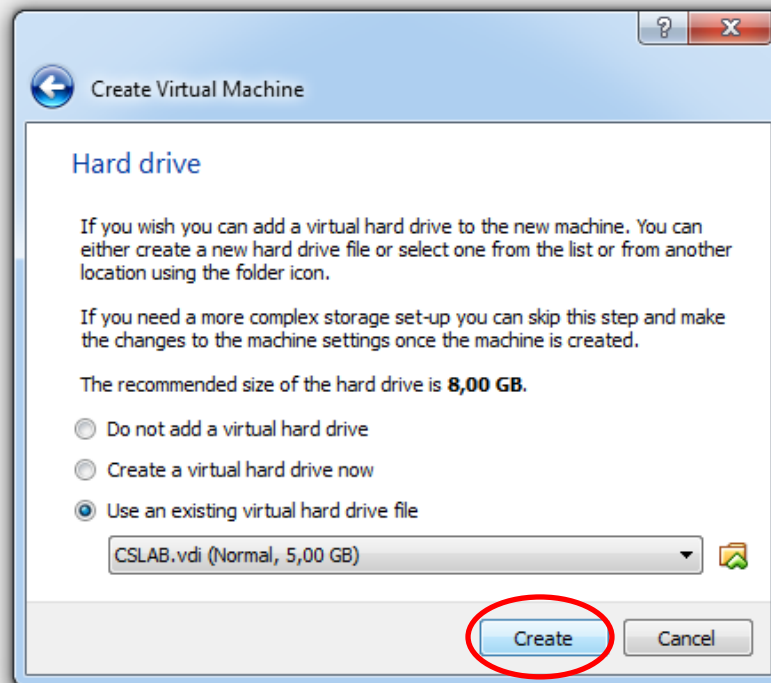 Create Virtual Machine
Hard drive
If you wish you can add a virtual hard drive to the new machine. You can
either create a new hard drive file or select one from the list or from another
location using the folder icon.
If you need a more complex storage set-up you can skip this step and make
the changes to the machine settings once the machine is created.
The recommended size of the hard drive is 8,00 GB.
Do not add a virtual hard drive
Create a virtual hard drive now
Use an existing virtual hard drive file
CSLAB.vdi (Normal, 5,00 GB)
Create Cancel